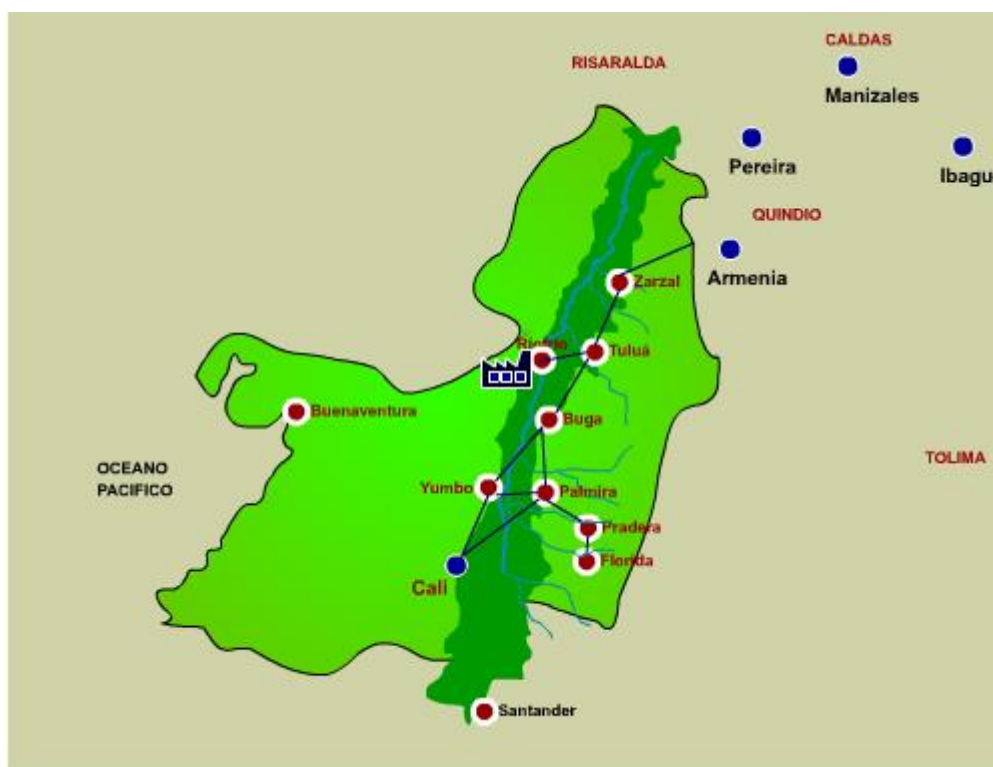 CALDAS
RISARALDA
Manizales
Pereira
Ibagu
QUINDIO
Armenia
Zarzal
Tuluá
Buenaventura
Buga
TOLIMA
OCEANO
PACIFICO
Yumbo
Palmira
Pradera
Florida
Cali
Santander